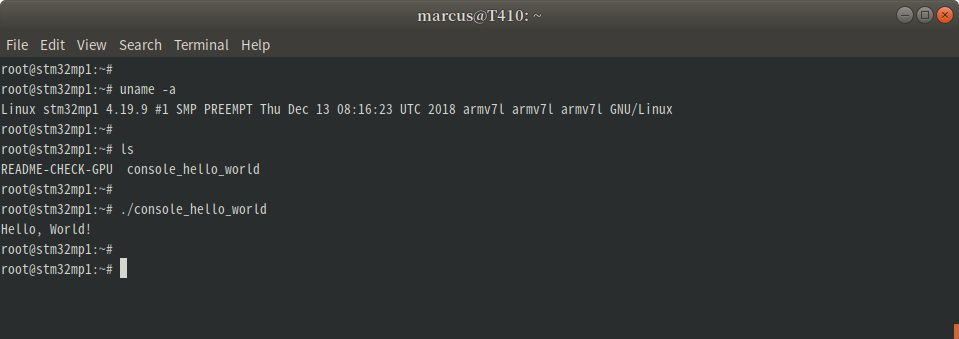 marcus@T410: ~
File Edit View Search Terminal Help
root@stm32mp1:~#
root@stm32mp1:~# uname -a
Linux stm32mp1 4.19.9 #1 SMP PREEMPT Thu Dec 13 08:16:23 UTC 2018 armv7l armv7l armv7l GNU/Linux
root@stm32mp1:~#
root@stm32mp1:~# ls
README-CHECK-GPU  console_hello_world
root@stm32mp1:~#
root@stm32mp1:~# ./console_hello_world
Hello, World!
root@stm32mp1:~#
root@stm32mp1:~#